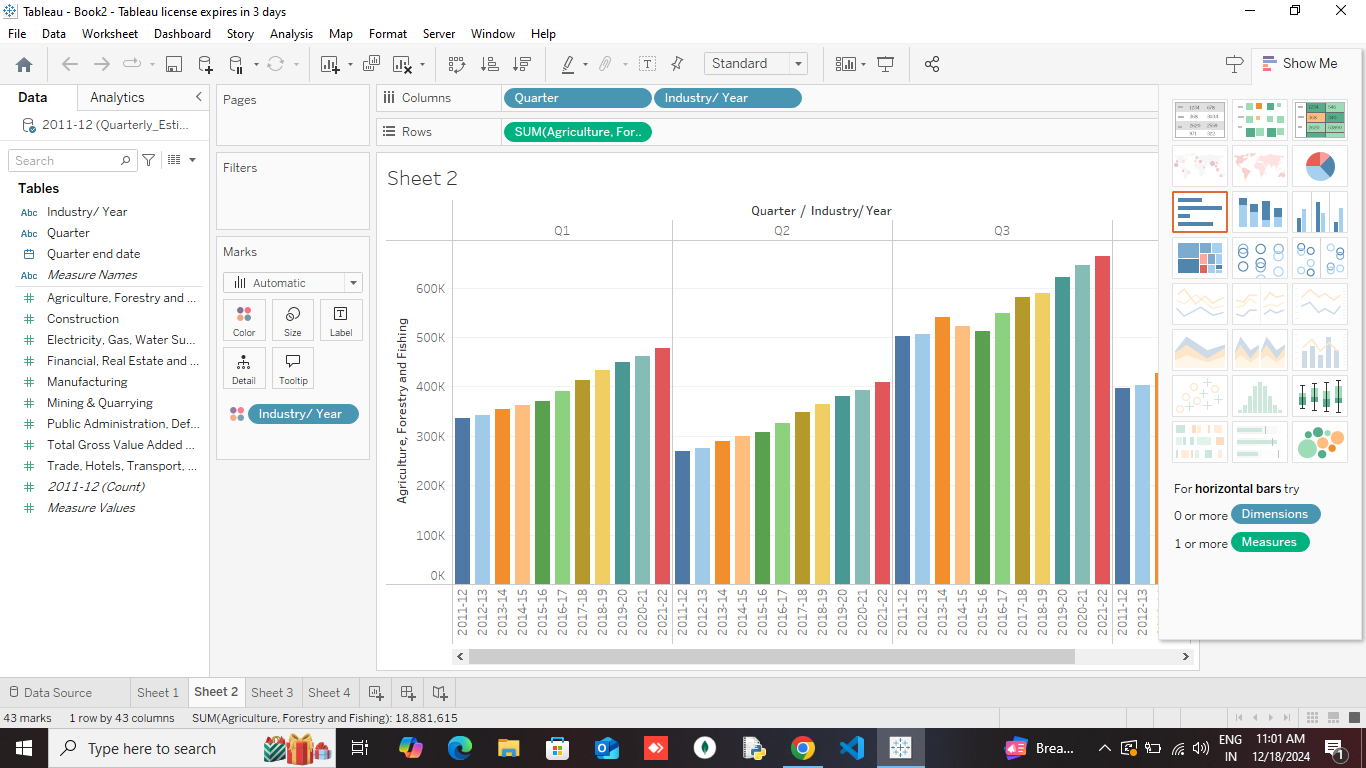 Tableau - Book2 - Tableau license expires in 3 days
File Data Worksheet Dashboard Story Analysis Map Format Server Window Help
Standard
Show Me
Data Analytics
2011-12 (Quarterly_Esti...
Search
Tables
Abc Industry/ Year
Abc Quarter
Quarter end date
Abc Measure Names
Agriculture, Forestry and ...
Construction
Electricity, Gas, Water Su...
Financial, Real Estate and ...
Manufacturing
Mining & Quarrying
Public Administration, Def...
Total Gross Value Added ...
Trade, Hotels, Transport, ...
2011-12 (Count)
Measure Values
Pages
Filters
Marks
Automatic
Color Size Label
Detail Tooltip
Industry/ Year
Columns Quarter Industry/ Year
Rows SUM(Agriculture, For..
Sheet 2
Quarter / Industry/ Year
Q1 Q2 Q3
Agriculture, Forestry and Fishing
600K
500K
400K
300K
200K
100K
0K
2011-12 2012-13 2013-14 2014-15 2015-16 2016-17 2017-18 2018-19 2019-20 2020-21 2021-22 2011-12 2012-13 2013-14 2014-15 2015-16 2016-17 2017-18 2018-19 2019-20 2020-21 2021-22 2011-12 2012-13 2013-14 2014-15 2015-16 2016-17 2017-18 2018-19 2019-20 2020-21 2021-22 2011-12 2012-13
For horizontal bars try
0 or more Dimensions
1 or more Measures
Data Source Sheet 1 Sheet 2 Sheet 3 Sheet 4
43 marks 1 row by 43 columns SUM(Agriculture, Forestry and Fishing): 18,881,615
Type here to search
Brea...
ENG
IN
11:01 AM
12/18/2024
1